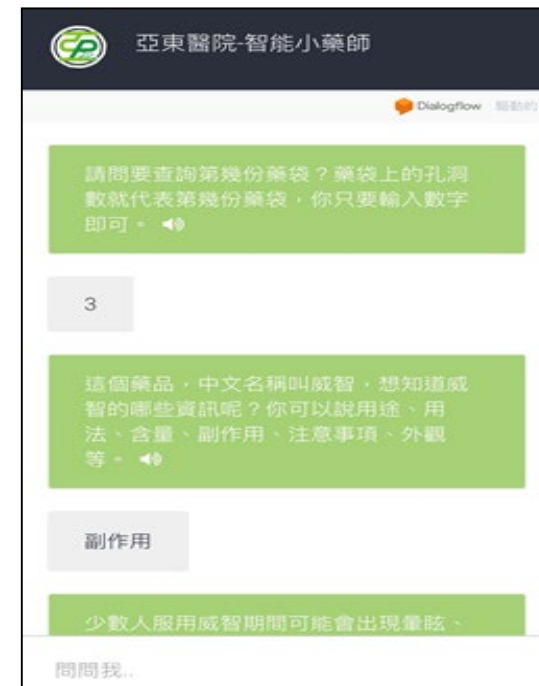 亞東醫院-智能小藥師
Dialogflow 驅動的
請問要查詢第幾份藥袋？藥袋上的孔洞
數就代表第幾份藥袋，你只要輸入數字
即可。
3
這個藥品，中文名稱叫威智，想知道威
智的哪些資訊呢？你可以說用途、用
法、含量、副作用、注意事項、外觀
等。
副作用
少數人服用威智期間可能會出現暈眩、
問問我...